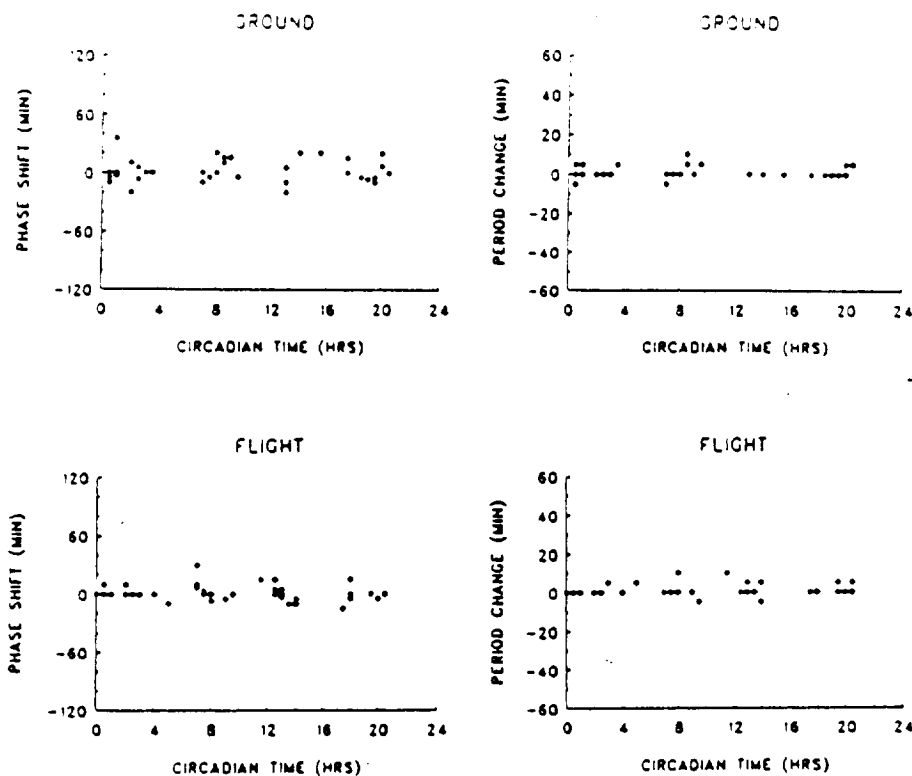 GROUND
120
60
0
-60
-120
PHASE SHIFT (MIN)
0 4 8 12 16 20 24
CIRCADIAN TIME (HRS)
GROUND
60
40
20
0
-20
-40
-60
PERIOD CHANGE (MIN)
0 4 8 12 16 20 24
CIRCADIAN TIME (HRS)
FLIGHT
120
60
0
-60
-120
PHASE SHIFT (MIN)
0 4 8 12 16 20 24
CIRCADIAN TIME (HRS)
FLIGHT
60
40
20
0
-20
-40
-60
PERIOD CHANGE (MIN)
0 4 8 12 16 20 24
CIRCADIAN TIME (HRS)